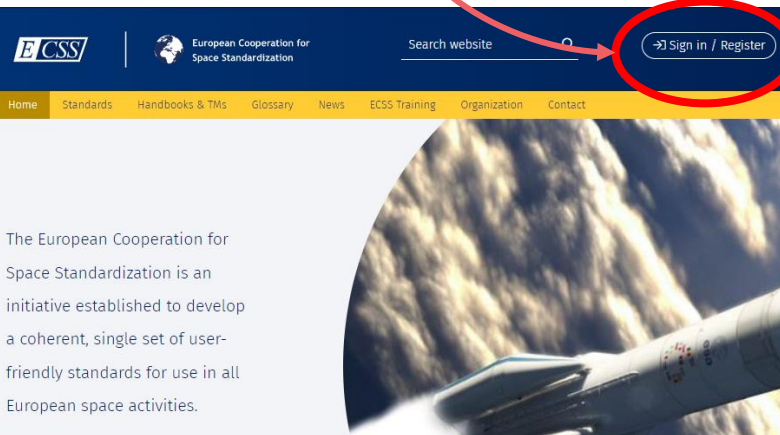 ECSS
European Cooperation for
Space Standardization
Search website
Sign in / Register
Home Standards Handbooks & TMs Glossary News ECSS Training Organization Contact
The European Cooperation for
Space Standardization is an
initiative established to develop
a coherent, single set of user-
friendly standards for use in all
European space activities.